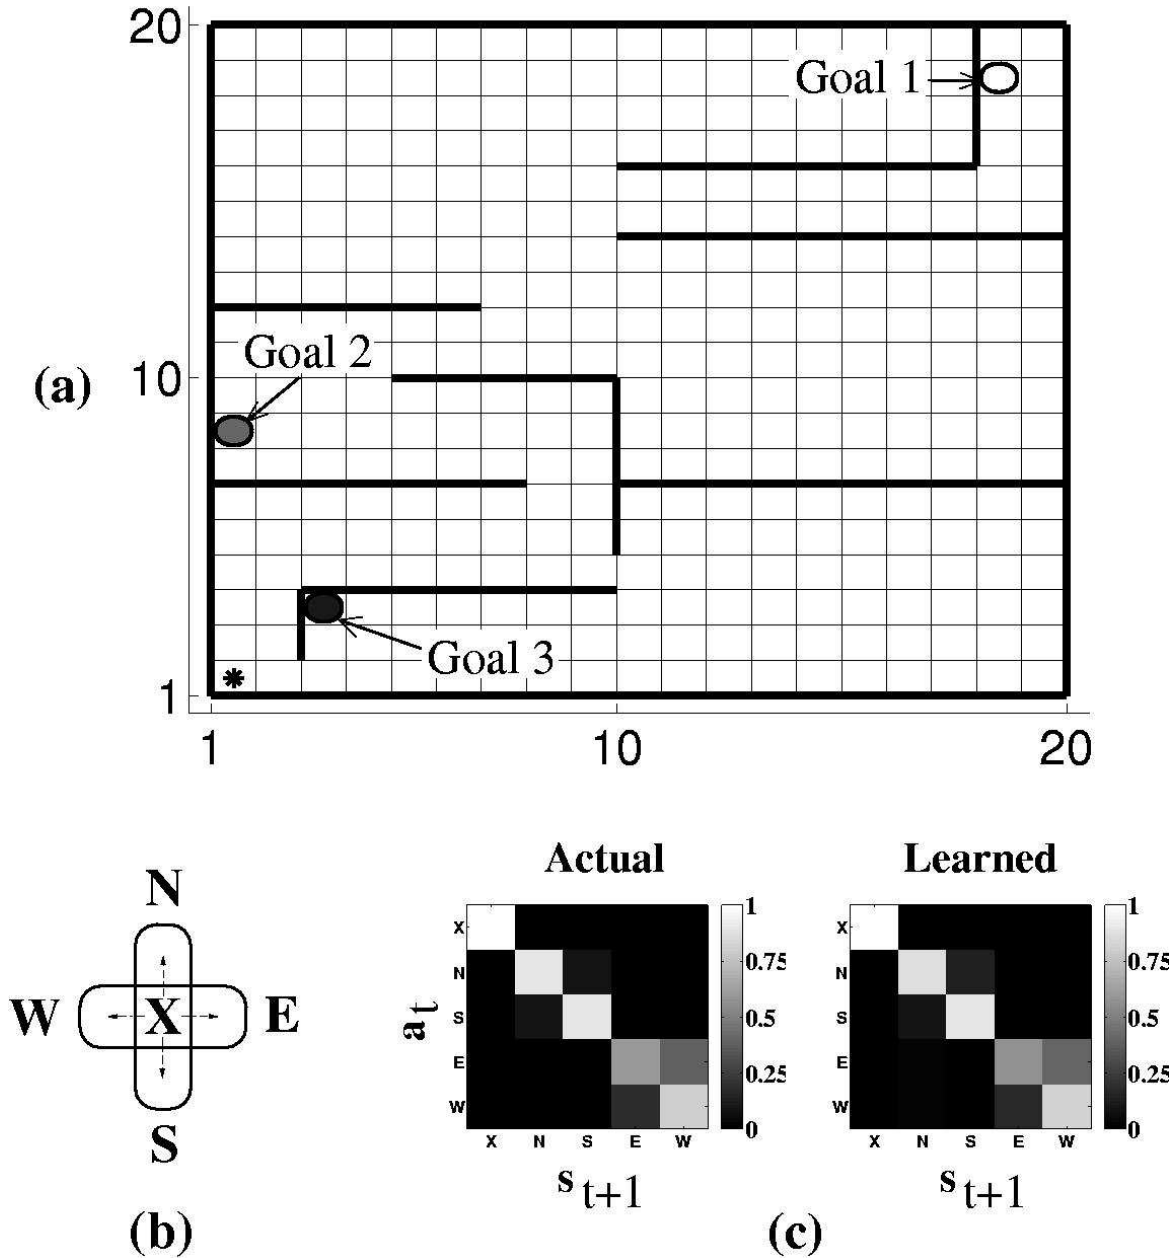 20
Goal 1
Goal 2
(a)
10
Goal 3
*
1
1 10 20
N
W X E
S
(b)
Actual Learned
X
N
S
E
W
a t
1
0.75
0.5
0.25
0
X N S E W
s t+1
X
N
S
E
W
1
0.75
0.5
0.25
0
X N S E W
s t+1
(c)